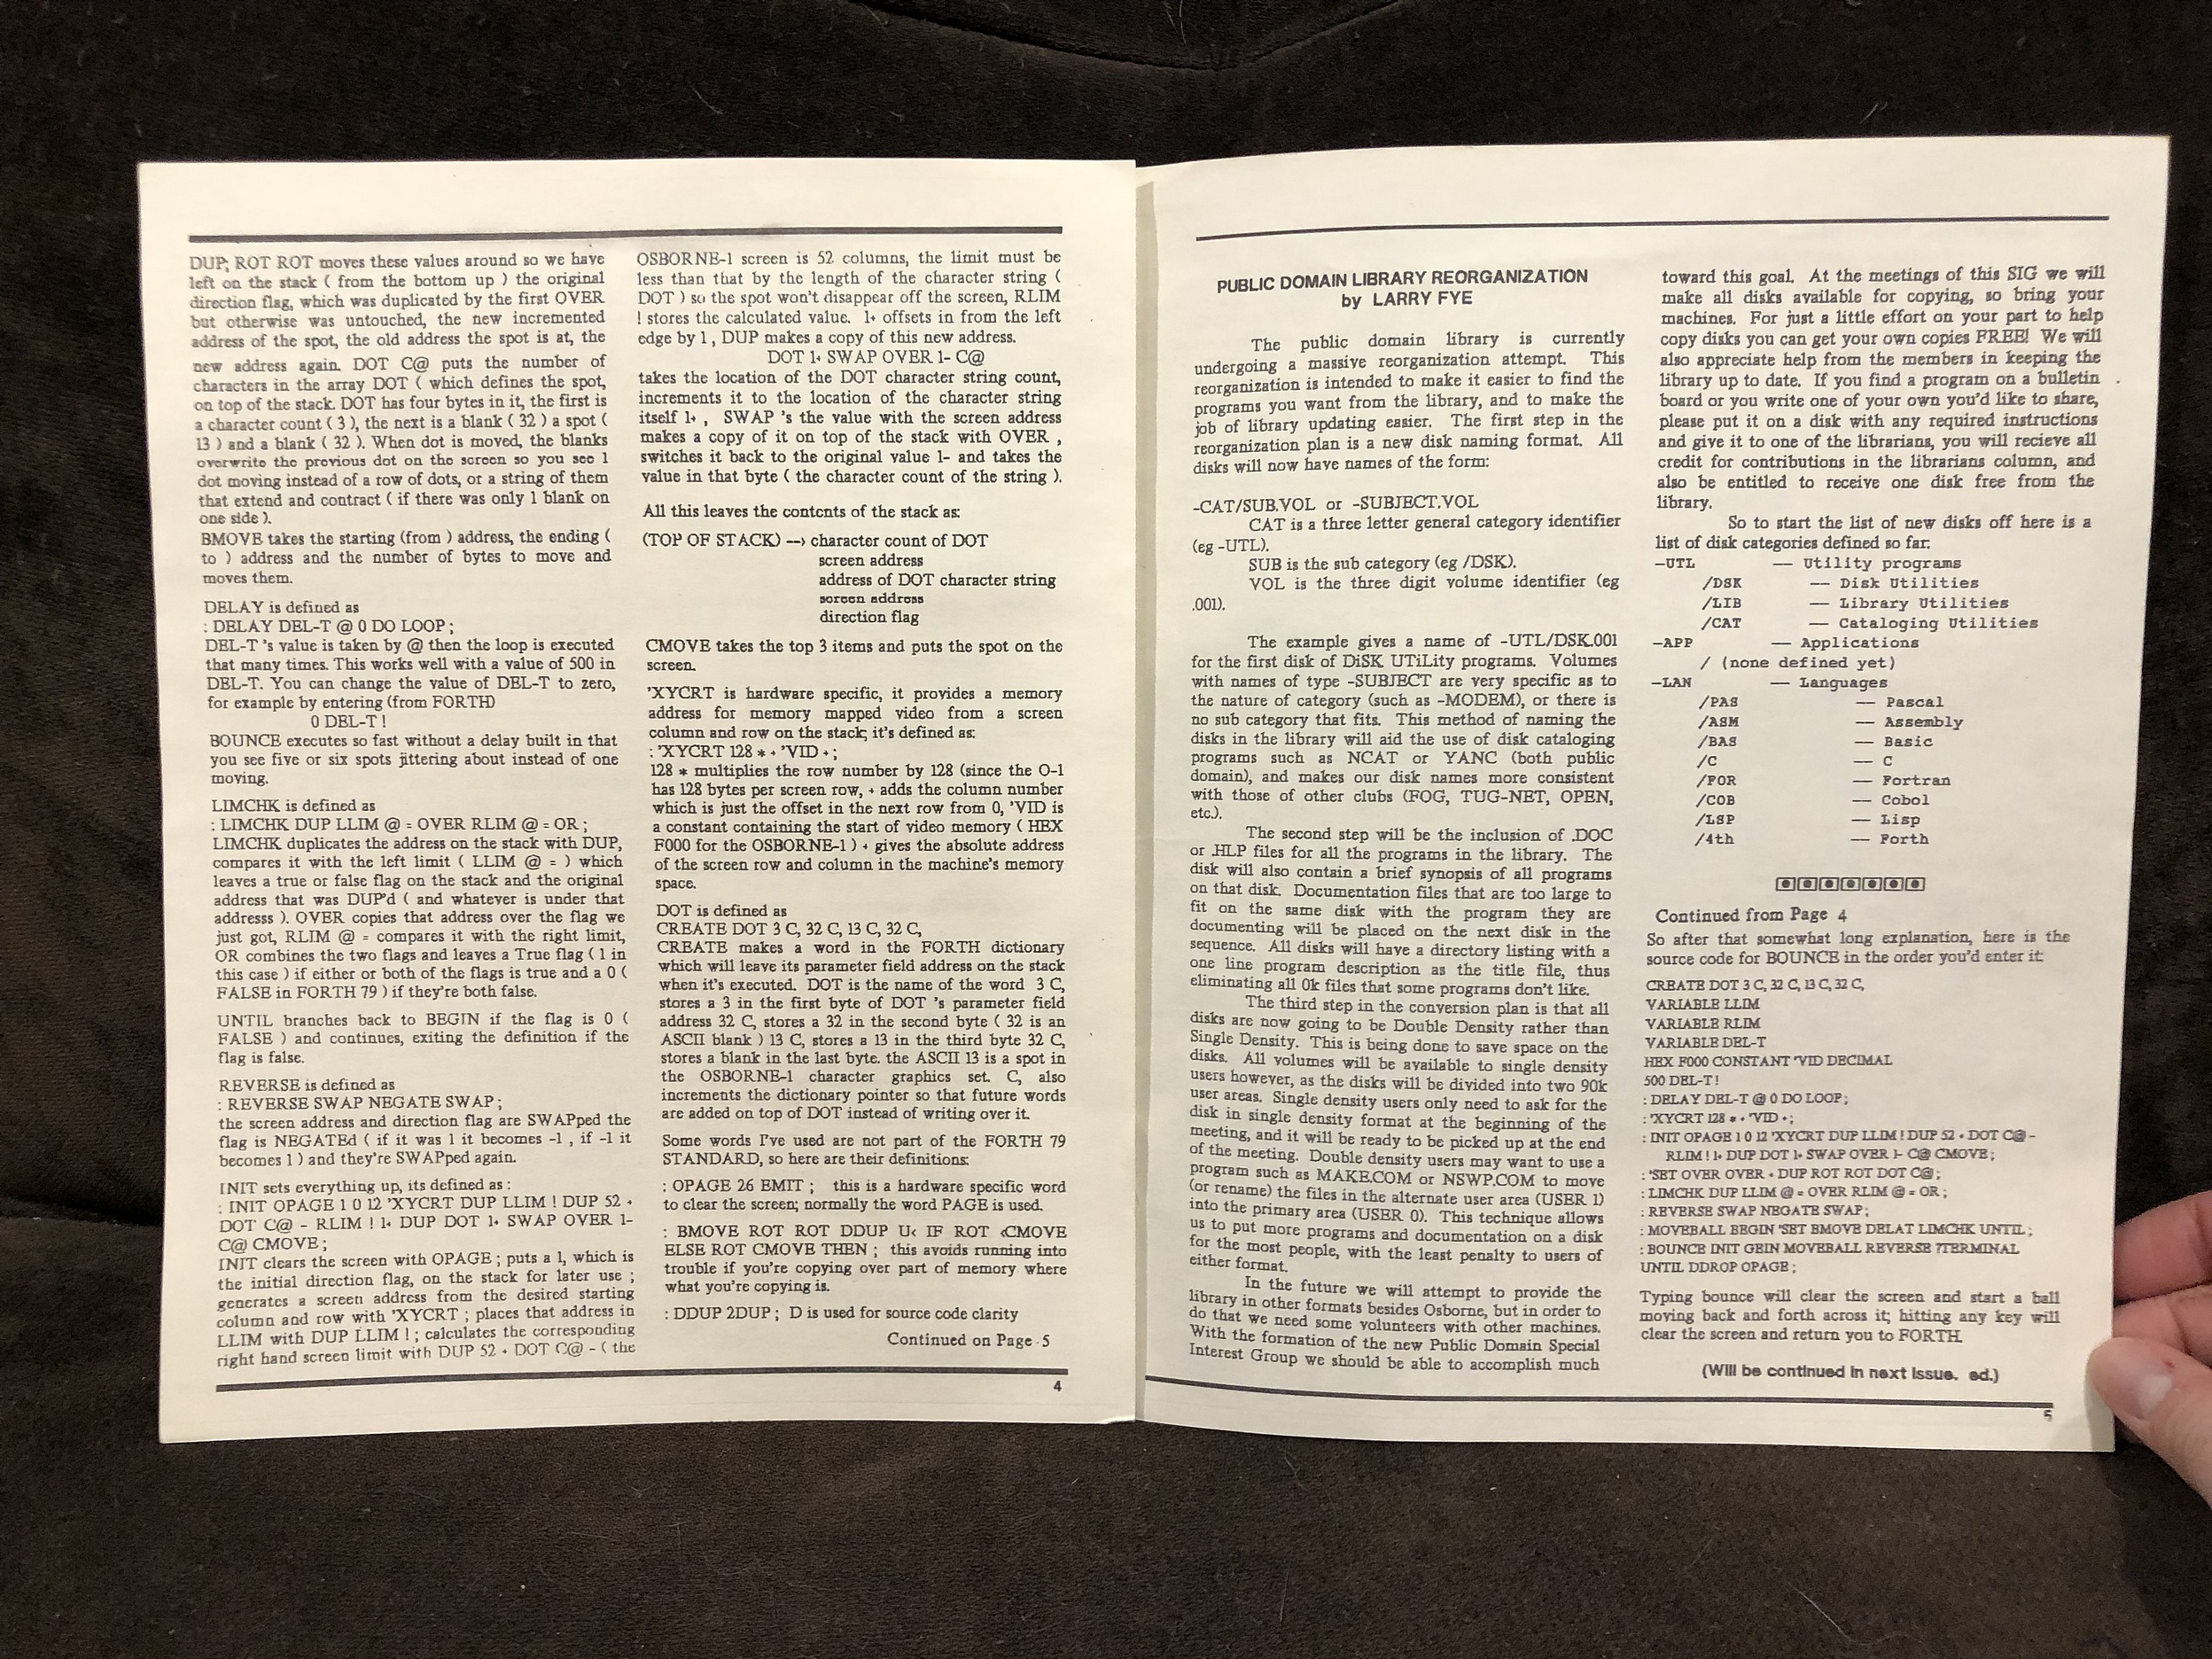 DUP; ROT ROT moves these values around so we have
left on the stack ( from the bottom up ) the original
direction flag, which was duplicated by the first OVER
but otherwise was untouched, the new incremented
address of the spot, the old address the spot is at, the
new address again. DOT C@ puts the number of
characters in the array DOT ( which defines the spot,
on top of the stack. DOT has four bytes in it, the first is
a character count ( 3 ), the next is a blank ( 32 ) a spot (
13 ) and a blank ( 32 ). When dot is moved, the blanks
overwrite the previous dot on the screen so you see 1
dot moving instead of a row of dots, or a string of them
that extend and contract ( if there was only 1 blank on
one side ).
BMOVE takes the starting (from ) address, the ending (
to ) address and the number of bytes to move and
moves them.
DELAY is defined as
: DELAY DEL-T @ 0 DO LOOP ;
DEL-T 's value is taken by @ then the loop is executed
that many times. This works well with a value of 500 in
DEL-T. You can change the value of DEL-T to zero,
for example by entering (from FORTH)
0 DEL-T !
BOUNCE executes so fast without a delay built in that
you see five or six spots jittering about instead of one
moving.
LIMCHK is defined as
: LIMCHK DUP LLIM @ = OVER RLIM @ = OR ;
LIMCHK duplicates the address on the stack with DUP,
compares it with the left limit ( LLIM @ = ) which
leaves a true or false flag on the stack and the original
address that was DUP'd ( and whatever is under that
addresss ). OVER copies that address over the flag we
just got, RLIM @ = compares it with the right limit,
OR combines the two flags and leaves a True flag ( 1 in
this case ) if either or both of the flags is true and a 0 (
FALSE in FORTH 79 ) if they're both false.
UNTIL branches back to BEGIN if the flag is 0 (
FALSE ) and continues, exiting the definition if the
flag is false.
REVERSE is defined as
: REVERSE SWAP NEGATE SWAP ;
the screen address and direction flag are SWAPped the
flag is NEGATEd ( if it was 1 it becomes -1 , if -1 it
becomes 1 ) and they're SWAPped again.
INIT sets everything up, its defined as :
: INIT OPAGE 1 0 12 'XYCRT DUP LLIM ! DUP 52 +
DOT C@ - RLIM ! 1+ DUP DOT 1+ SWAP OVER 1-
C@ CMOVE ;
INIT clears the screen with OPAGE ; puts a 1, which is
the initial direction flag, on the stack for later use ;
generates a screen address from the desired starting
column and row with 'XYCRT ; places that address in
LLIM with DUP LLIM ! ; calculates the corresponding
right hand screen limit with DUP 52 + DOT C@ - ( the
OSBORNE-1 screen is 52 columns, the limit must be
less than that by the length of the character string (
DOT ) so the spot won't disappear off the screen, RLIM
! stores the calculated value. 1+ offsets in from the left
edge by 1 , DUP makes a copy of this new address.
DOT 1+ SWAP OVER 1- C@
takes the location of the DOT character string count,
increments it to the location of the character string
itself 1+ , SWAP 's the value with the screen address
makes a copy of it on top of the stack with OVER ,
switches it back to the original value 1- and takes the
value in that byte ( the character count of the string ).
All this leaves the contents of the stack as:
(TOP OF STACK) --> character count of DOT
screen address
address of DOT character string
screen address
direction flag
CMOVE takes the top 3 items and puts the spot on the
screen.
'XYCRT is hardware specific, it provides a memory
address for memory mapped video from a screen
column and row on the stack; it's defined as:
: 'XYCRT 128 * + 'VID + ;
128 * multiplies the row number by 128 (since the O-1
has 128 bytes per screen row, + adds the column number
which is just the offset in the next row from 0, 'VID is
a constant containing the start of video memory ( HEX
F000 for the OSBORNE-1 ) + gives the absolute address
of the screen row and column in the machine's memory
space.
DOT is defined as
CREATE DOT 3 C, 32 C, 13 C, 32 C,
CREATE makes a word in the FORTH dictionary
which will leave its parameter field address on the stack
when it's executed. DOT is the name of the word 3 C,
stores a 3 in the first byte of DOT 's parameter field
address 32 C, stores a 32 in the second byte ( 32 is an
ASCII blank ) 13 C, stores a 13 in the third byte 32 C,
stores a blank in the last byte. the ASCII 13 is a spot in
the OSBORNE-1 character graphics set. C, also
increments the dictionary pointer so that future words
are added on top of DOT instead of writing over it.
Some words I've used are not part of the FORTH 79
STANDARD, so here are their definitions:
: OPAGE 26 EMIT ; this is a hardware specific word
to clear the screen; normally the word PAGE is used.
: BMOVE ROT ROT DDUP U< IF ROT <CMOVE
ELSE ROT CMOVE THEN ; this avoids running into
trouble if you're copying over part of memory where
what you're copying is.
: DDUP 2DUP ; D is used for source code clarity
Continued on Page 5
4
PUBLIC DOMAIN LIBRARY REORGANIZATION
by LARRY FYE
The public domain library is currently
undergoing a massive reorganization attempt. This
reorganization is intended to make it easier to find the
programs you want from the library, and to make the
job of library updating easier. The first step in the
reorganization plan is a new disk naming format. All
disks will now have names of the form:
-CAT/SUB.VOL or -SUBJECT.VOL
CAT is a three letter general category identifier
(eg -UTL).
SUB is the sub category (eg /DSK).
VOL is the three digit volume identifier (eg
.001).
The example gives a name of -UTL/DSK.001
for the first disk of DiSK UTiLity programs. Volumes
with names of type -SUBJECT are very specific as to
the nature of category (such as -MODEM), or there is
no sub category that fits. This method of naming the
disks in the library will aid the use of disk cataloging
programs such as NCAT or YANC (both public
domain), and makes our disk names more consistent
with those of other clubs (FOG, TUG-NET, OPEN,
etc.).
The second step will be the inclusion of .DOC
or .HLP files for all the programs in the library. The
disk will also contain a brief synopsis of all programs
on that disk. Documentation files that are too large to
fit on the same disk with the program they are
documenting will be placed on the next disk in the
sequence. All disks will have a directory listing with a
one line program description as the title file, thus
eliminating all 0k files that some programs don't like.
The third step in the conversion plan is that all
disks are now going to be Double Density rather than
Single Density. This is being done to save space on the
disks. All volumes will be available to single density
users however, as the disks will be divided into two 90k
user areas. Single density users only need to ask for the
disk in single density format at the beginning of the
meeting, and it will be ready to be picked up at the end
of the meeting. Double density users may want to use a
program such as MAKE.COM or NSWP.COM to move
(or rename) the files in the alternate user area (USER 1)
into the primary area (USER 0). This technique allows
us to put more programs and documentation on a disk
for the most people, with the least penalty to users of
either format.
In the future we will attempt to provide the
library in other formats besides Osborne, but in order to
do that we need some volunteers with other machines.
With the formation of the new Public Domain Special
Interest Group we should be able to accomplish much
toward this goal. At the meetings of this SIG we will
make all disks available for copying, so bring your
machines. For just a little effort on your part to help
copy disks you can get your own copies FREE! We will
also appreciate help from the members in keeping the
library up to date. If you find a program on a bulletin
board or you write one of your own you'd like to share,
please put it on a disk with any required instructions
and give it to one of the librarians, you will recieve all
credit for contributions in the librarians column, and
also be entitled to receive one disk free from the
library.
So to start the list of new disks off here is a
list of disk categories defined so far:
-UTL — Utility programs
/DSK — Disk Utilities
/LIB — Library Utilities
/CAT — Cataloging Utilities
-APP — Applications
/ (none defined yet)
-LAN — Languages
/PAS — Pascal
/ASM — Assembly
/BAS — Basic
/C — C
/FOR — Fortran
/COB — Cobol
/LSP — Lisp
/4th — Forth
Continued from Page 4
So after that somewhat long explanation, here is the
source code for BOUNCE in the order you'd enter it:
CREATE DOT 3 C, 32 C, 13 C, 32 C,
VARIABLE LLIM
VARIABLE RLIM
VARIABLE DEL-T
HEX F000 CONSTANT 'VID DECIMAL
500 DEL-T !
: DELAY DEL-T @ 0 DO LOOP ;
: 'XYCRT 128 * + 'VID + ;
: INIT OPAGE 1 0 12 'XYCRT DUP LLIM ! DUP 52 + DOT C@ -
RLIM ! 1+ DUP DOT 1+ SWAP OVER 1- C@ CMOVE ;
: 'SET OVER OVER + DUP ROT ROT DOT C@ ;
: LIMCHK DUP LLIM @ = OVER RLIM @ = OR ;
: REVERSE SWAP NEGATE SWAP ;
: MOVEBALL BEGIN 'SET BMOVE DELAT LIMCHK UNTIL ;
: BOUNCE INIT GEIN MOVEBALL REVERSE ?TERMINAL
UNTIL DDROP OPAGE ;
Typing bounce will clear the screen and start a ball
moving back and forth across it; hitting any key will
clear the screen and return you to FORTH.
(Will be continued in next issue. ed.)
5